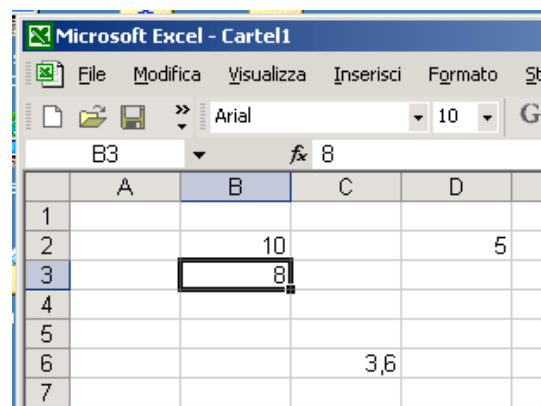 Microsoft Excel - Cartel1
File Modifica Visualizza Inserisci Formato St
Arial 10 G
B3 fx 8
A B C D
1
2 10 5
3 8
4
5
6 3,6
7